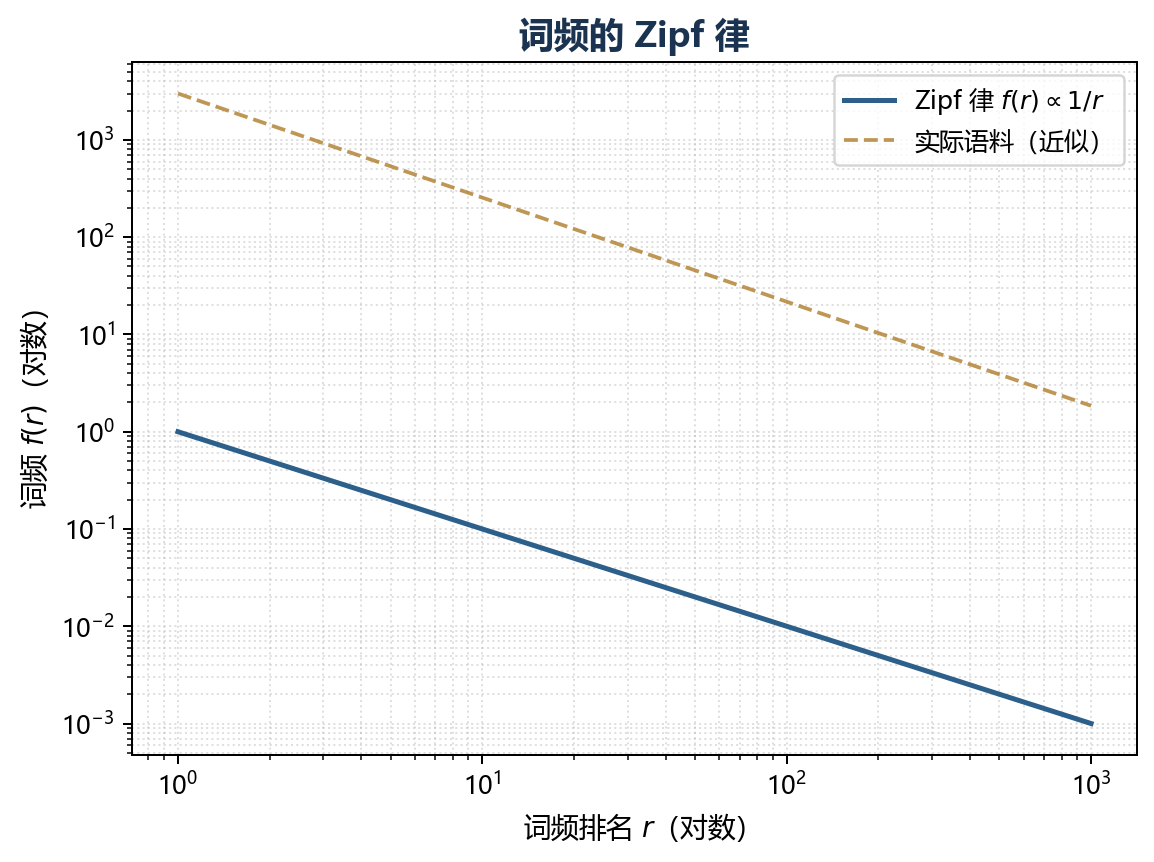 词频的 Zipf 律
Zipf 律 f(r) ∝ 1/r
实际语料（近似）
词频 f(r)（对数）
10³
10²
10¹
10⁰
10⁻¹
10⁻²
10⁻³
10⁰ 10¹ 10² 10³
词频排名 r（对数）